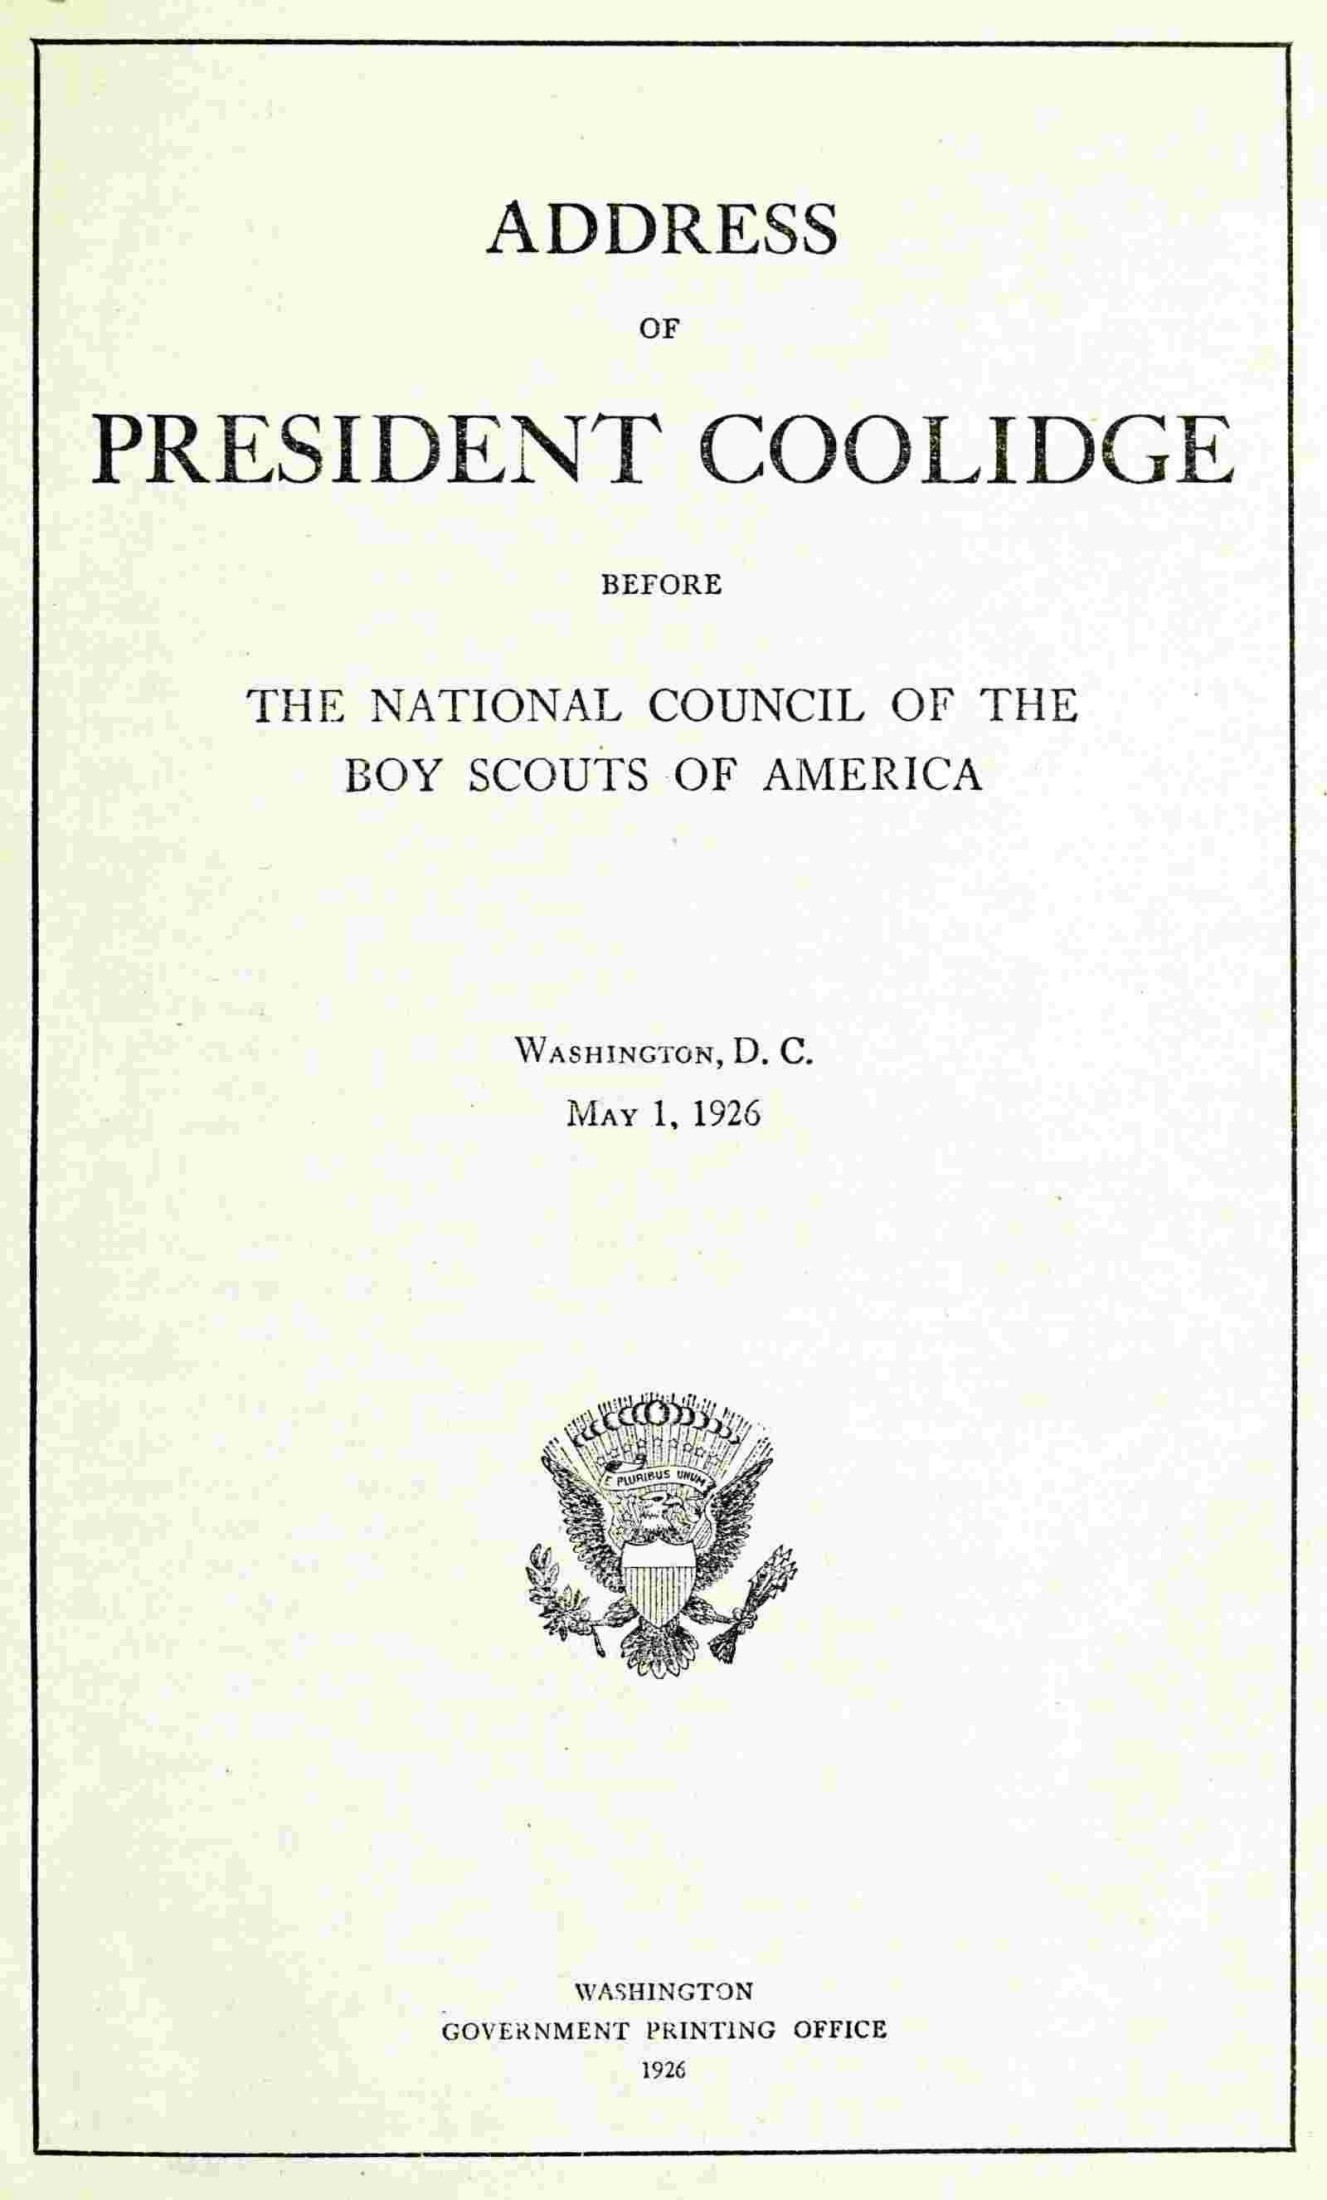 ADDRESS
OF
PRESIDENT COOLIDGE
BEFORE
THE NATIONAL COUNCIL OF THE
BOY SCOUTS OF AMERICA
WASHINGTON, D. C.
MAY 1, 1926
E PLURIBUS UNUM
WASHINGTON
GOVERNMENT PRINTING OFFICE
1926